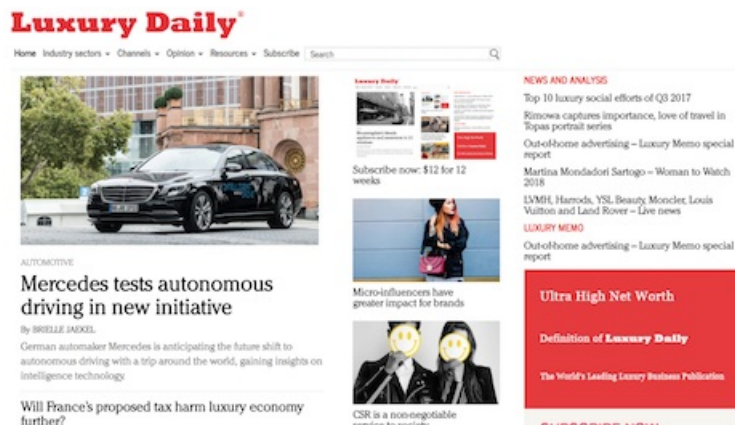 Luxury Daily®
Home Industry sectors Channels Opinion Resources Subscribe Search
AUTOMOTIVE
Mercedes tests autonomous
driving in new initiative
By BRIELLE JAEKEL
German automaker Mercedes is anticipating the future shift to
autonomous driving with a trip around the world, gaining insights on
intelligence technology.
Will France's proposed tax harm luxury economy
further?
Luxury Daily
Subscribe now: $12 for 12
weeks
Micro-influencers have
greater impact for brands
CSR is a non-negotiable
service to society
NEWS AND ANALYSIS
Top 10 luxury social efforts of Q3 2017
Rimowa captures importance, love of travel in
Topas portrait series
Out-of-home advertising – Luxury Memo special
report
Martina Mondadori Sartogo – Woman to Watch
2018
LVMH, Harrods, YSL Beauty, Moncler, Louis
Vuitton and Land Rover – Live news
LUXURY MEMO
Out-of-home advertising – Luxury Memo special
report
Ultra High Net Worth
Definition of Luxury Daily
The World's Leading Luxury Business Publication
SUBSCRIBE NOW